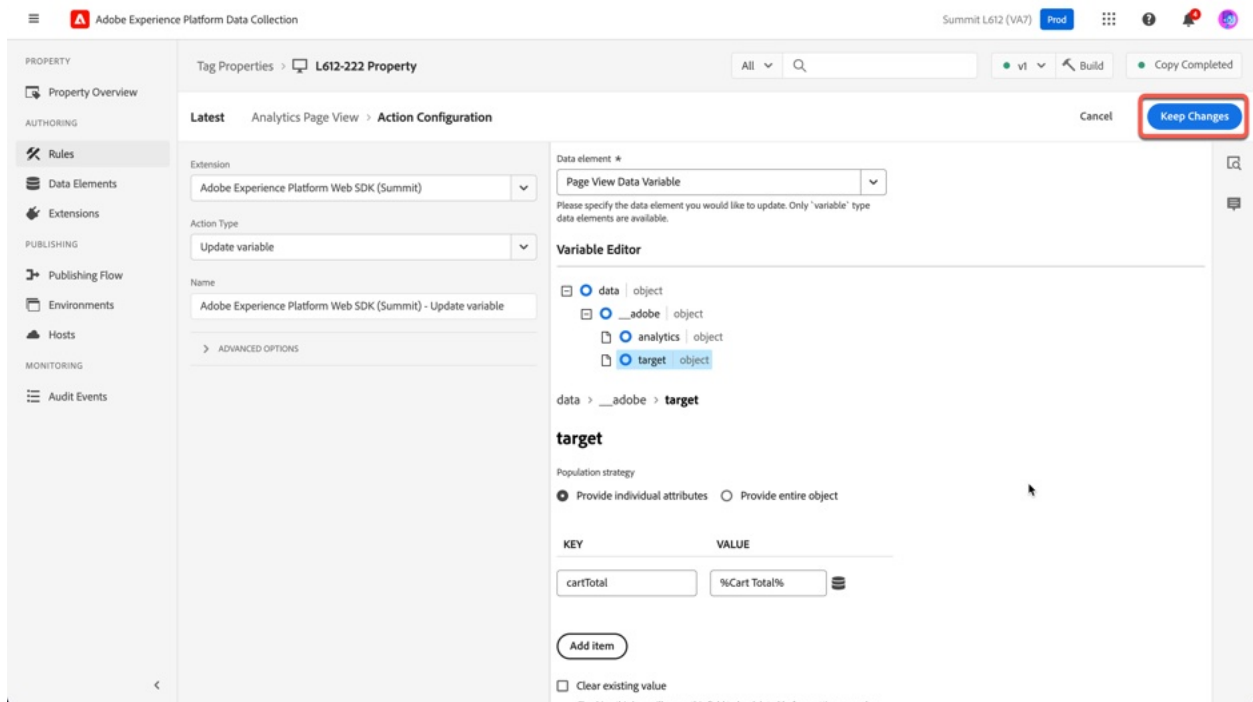 Adobe Experience Platform Data Collection
Summit L612 (VA7)
Prod
4
PROPERTY
Property Overview
AUTHORING
Rules
Data Elements
Extensions
PUBLISHING
Publishing Flow
Environments
Hosts
MONITORING
Audit Events
Tag Properties > L612-222 Property
All
v1
Build
Copy Completed
Latest
Analytics Page View > Action Configuration
Cancel
Keep Changes
Extension
Adobe Experience Platform Web SDK (Summit)
Action Type
Update variable
Name
Adobe Experience Platform Web SDK (Summit) - Update variable
ADVANCED OPTIONS
Data element *
Page View Data Variable
Please specify the data element you would like to update. Only `variable` type
data elements are available.
Variable Editor
data object
__adobe object
analytics object
target object
data > __adobe > target
target
Population strategy
Provide individual attributes
Provide entire object
KEY VALUE
cartTotal %Cart Total%
Add item
Clear existing value